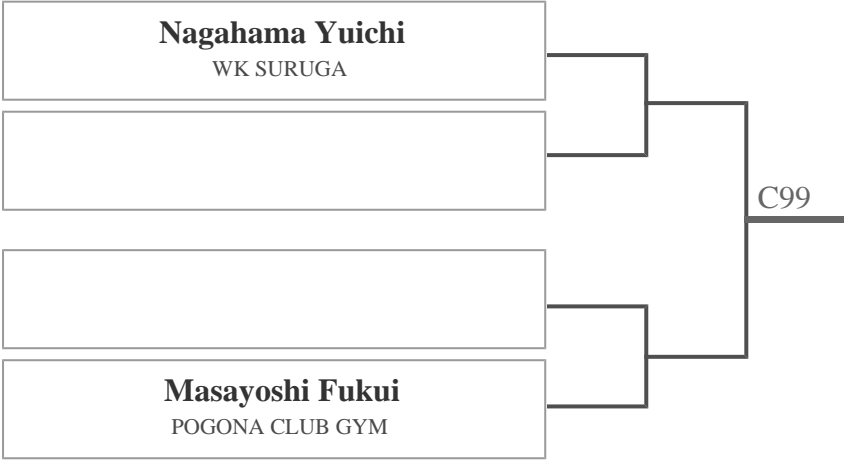 Nagahama Yuichi
WK SURUGA
C99
Masayoshi Fukui
POGONA CLUB GYM